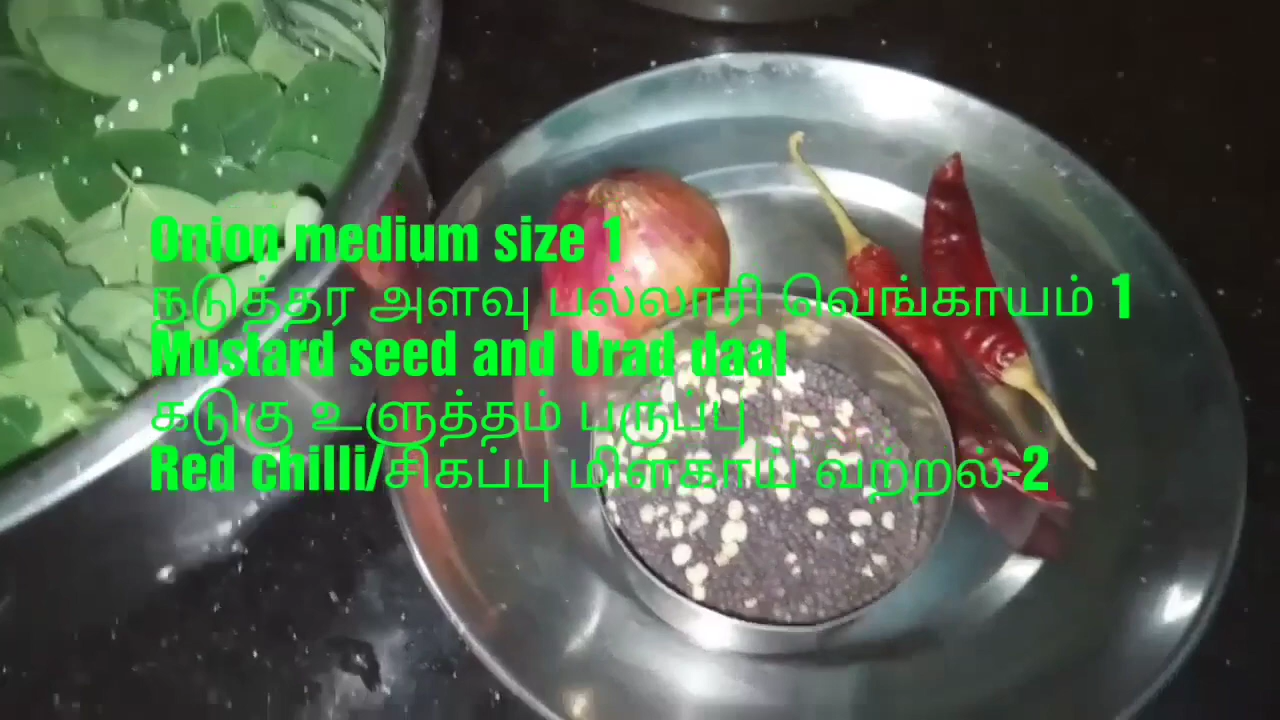 Onion medium size 1
நடுத்தர அளவு பல்லாரி வெங்காயம் 1
Mustard seed and Urad daal
கடுகு உளுத்தம் பருப்பு
Red chilli/சிகப்பு மிளகாய் வற்றல்-2